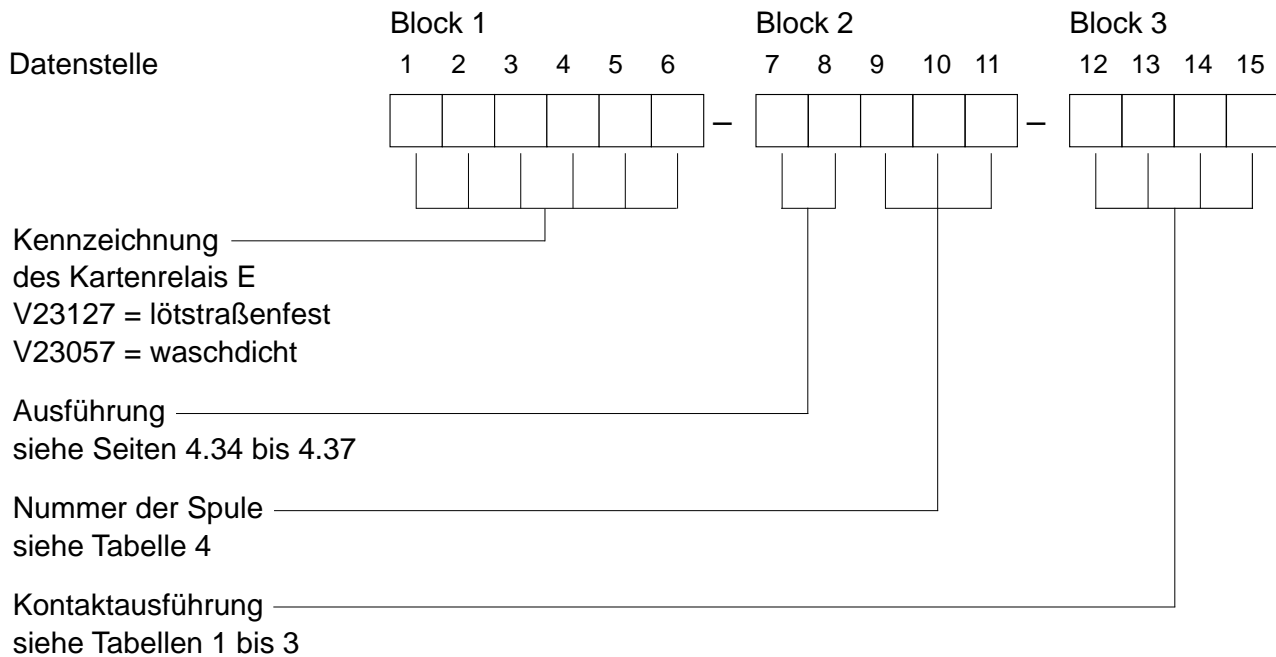 Block 1 Block 2 Block 3
Datenstelle 1 2 3 4 5 6 7 8 9 10 11 12 13 14 15
– –
Kennzeichnung
des Kartenrelais E
V23127 = lötstraßenfest
V23057 = waschdicht
Ausführung
siehe Seiten 4.34 bis 4.37
Nummer der Spule
siehe Tabelle 4
Kontaktausführung
siehe Tabellen 1 bis 3